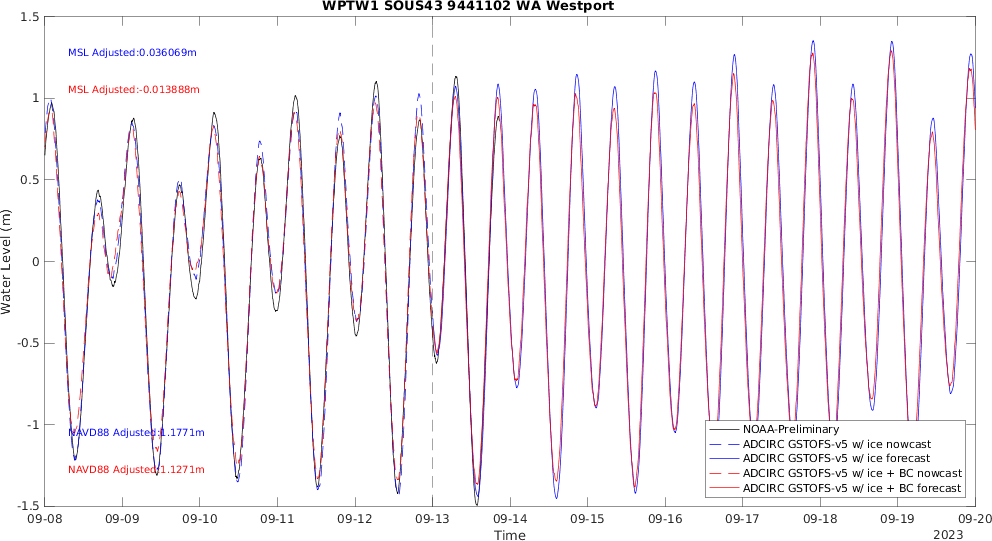 WPTW1 SOUS43 9441102 WA Westport
MSL Adjusted:0.036069m
MSL Adjusted:-0.013888m
NAVD88 Adjusted:1.1771m
NAVD88 Adjusted:1.1271m
Water Level (m)
1.5
1
0.5
0
-0.5
-1
-1.5
NOAA-Preliminary
ADCIRC GSTOFS-v5 w/ ice nowcast
ADCIRC GSTOFS-v5 w/ ice forecast
ADCIRC GSTOFS-v5 w/ ice + BC nowcast
ADCIRC GSTOFS-v5 w/ ice + BC forecast
09-08 09-09 09-10 09-11 09-12 09-13 09-14 09-15 09-16 09-17 09-18 09-19 09-20
Time
2023